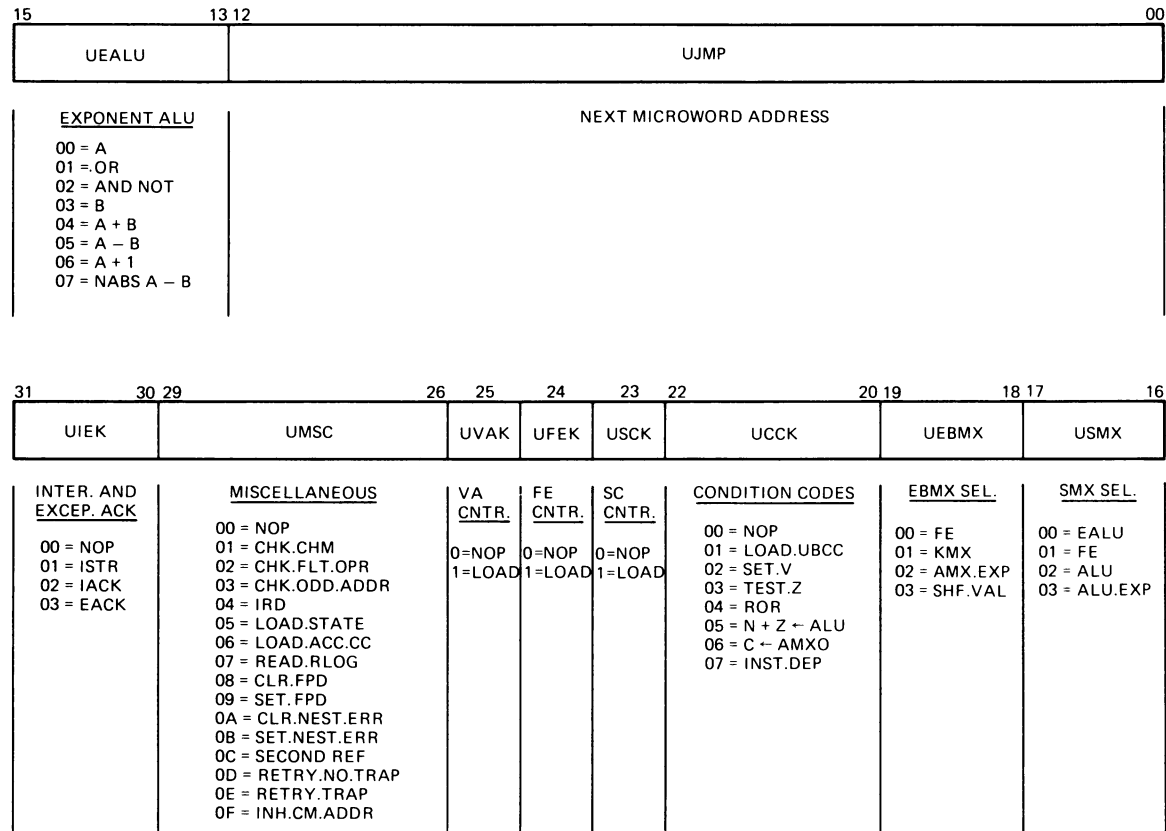 15 13 12 00
UEALU UJMP
EXPONENT ALU
00 = A
01 =.OR
02 = AND NOT
03 = B
04 = A + B
05 = A — B
06 = A + 1
07 = NABS A — B
NEXT MICROWORD ADDRESS
31 30 29 26 25 24 23 22 20 19 18 17 16
UIEK UMSC UVAK UFEK USCK UCCK UEBMX USMX
INTER. AND
EXCEP. ACK
00 = NOP
01 = ISTR
02 = IACK
03 = EACK
MISCELLANEOUS
00 = NOP
01 = CHK.CHM
02 = CHK.FLT.OPR
03 = CHK.ODD.ADDR
04 = IRD
05 = LOAD.STATE
06 = LOAD.ACC.CC
07 = READ.RLOG
08 = CLR.FPD
09 = SET.FPD
0A = CLR.NEST.ERR
0B = SET.NEST.ERR
0C = SECOND REF
0D = RETRY.NO.TRAP
0E = RETRY.TRAP
0F = INH.CM.ADDR
VA
CNTR.
0=NOP
1=LOAD
FE
CNTR.
0=NOP
1=LOAD
SC
CNTR.
0=NOP
1=LOAD
CONDITION CODES
00 = NOP
01 = LOAD.UBCC
02 = SET.V
03 = TEST.Z
04 = ROR
05 = N + Z ← ALU
06 = C ← AMXO
07 = INST.DEP
EBMX SEL.
00 = FE
01 = KMX
02 = AMX.EXP
03 = SHF.VAL
SMX SEL.
00 = EALU
01 = FE
02 = ALU
03 = ALU.EXP